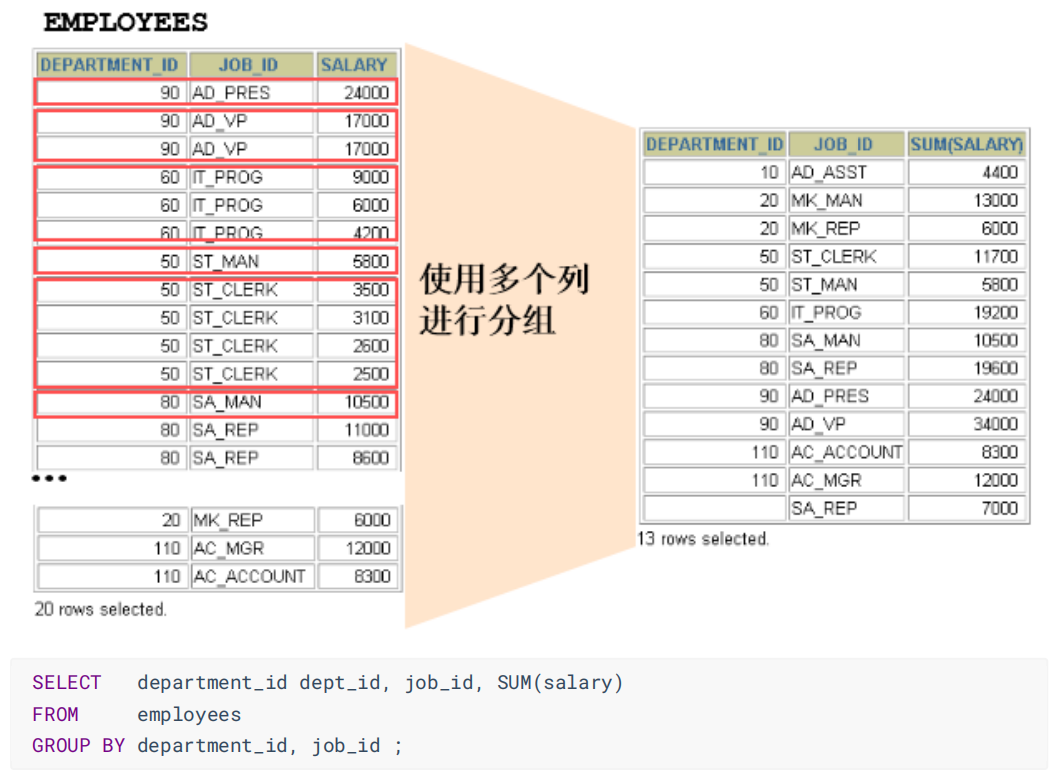 EMPLOYEES
DEPARTMENT_ID JOB_ID SALARY
90 AD_PRES 24000
90 AD_VP 17000
90 AD_VP 17000
60 IT_PROG 9000
60 IT_PROG 6000
60 IT_PROG 4200
50 ST_MAN 5800
50 ST_CLERK 3500
50 ST_CLERK 3100
50 ST_CLERK 2600
50 ST_CLERK 2500
80 SA_MAN 10500
80 SA_REP 11000
80 SA_REP 8600
•••
20 MK_REP 6000
110 AC_MGR 12000
110 AC_ACCOUNT 8300
20 rows selected.
使用多个列
进行分组
DEPARTMENT_ID JOB_ID SUM(SALARY)
10 AD_ASST 4400
20 MK_MAN 13000
20 MK_REP 6000
50 ST_CLERK 11700
50 ST_MAN 5800
60 IT_PROG 19200
80 SA_MAN 10500
80 SA_REP 19600
90 AD_PRES 24000
90 AD_VP 34000
110 AC_ACCOUNT 8300
110 AC_MGR 12000
SA_REP 7000
13 rows selected.
SELECT department_id dept_id, job_id, SUM(salary)
FROM employees
GROUP BY department_id, job_id ;